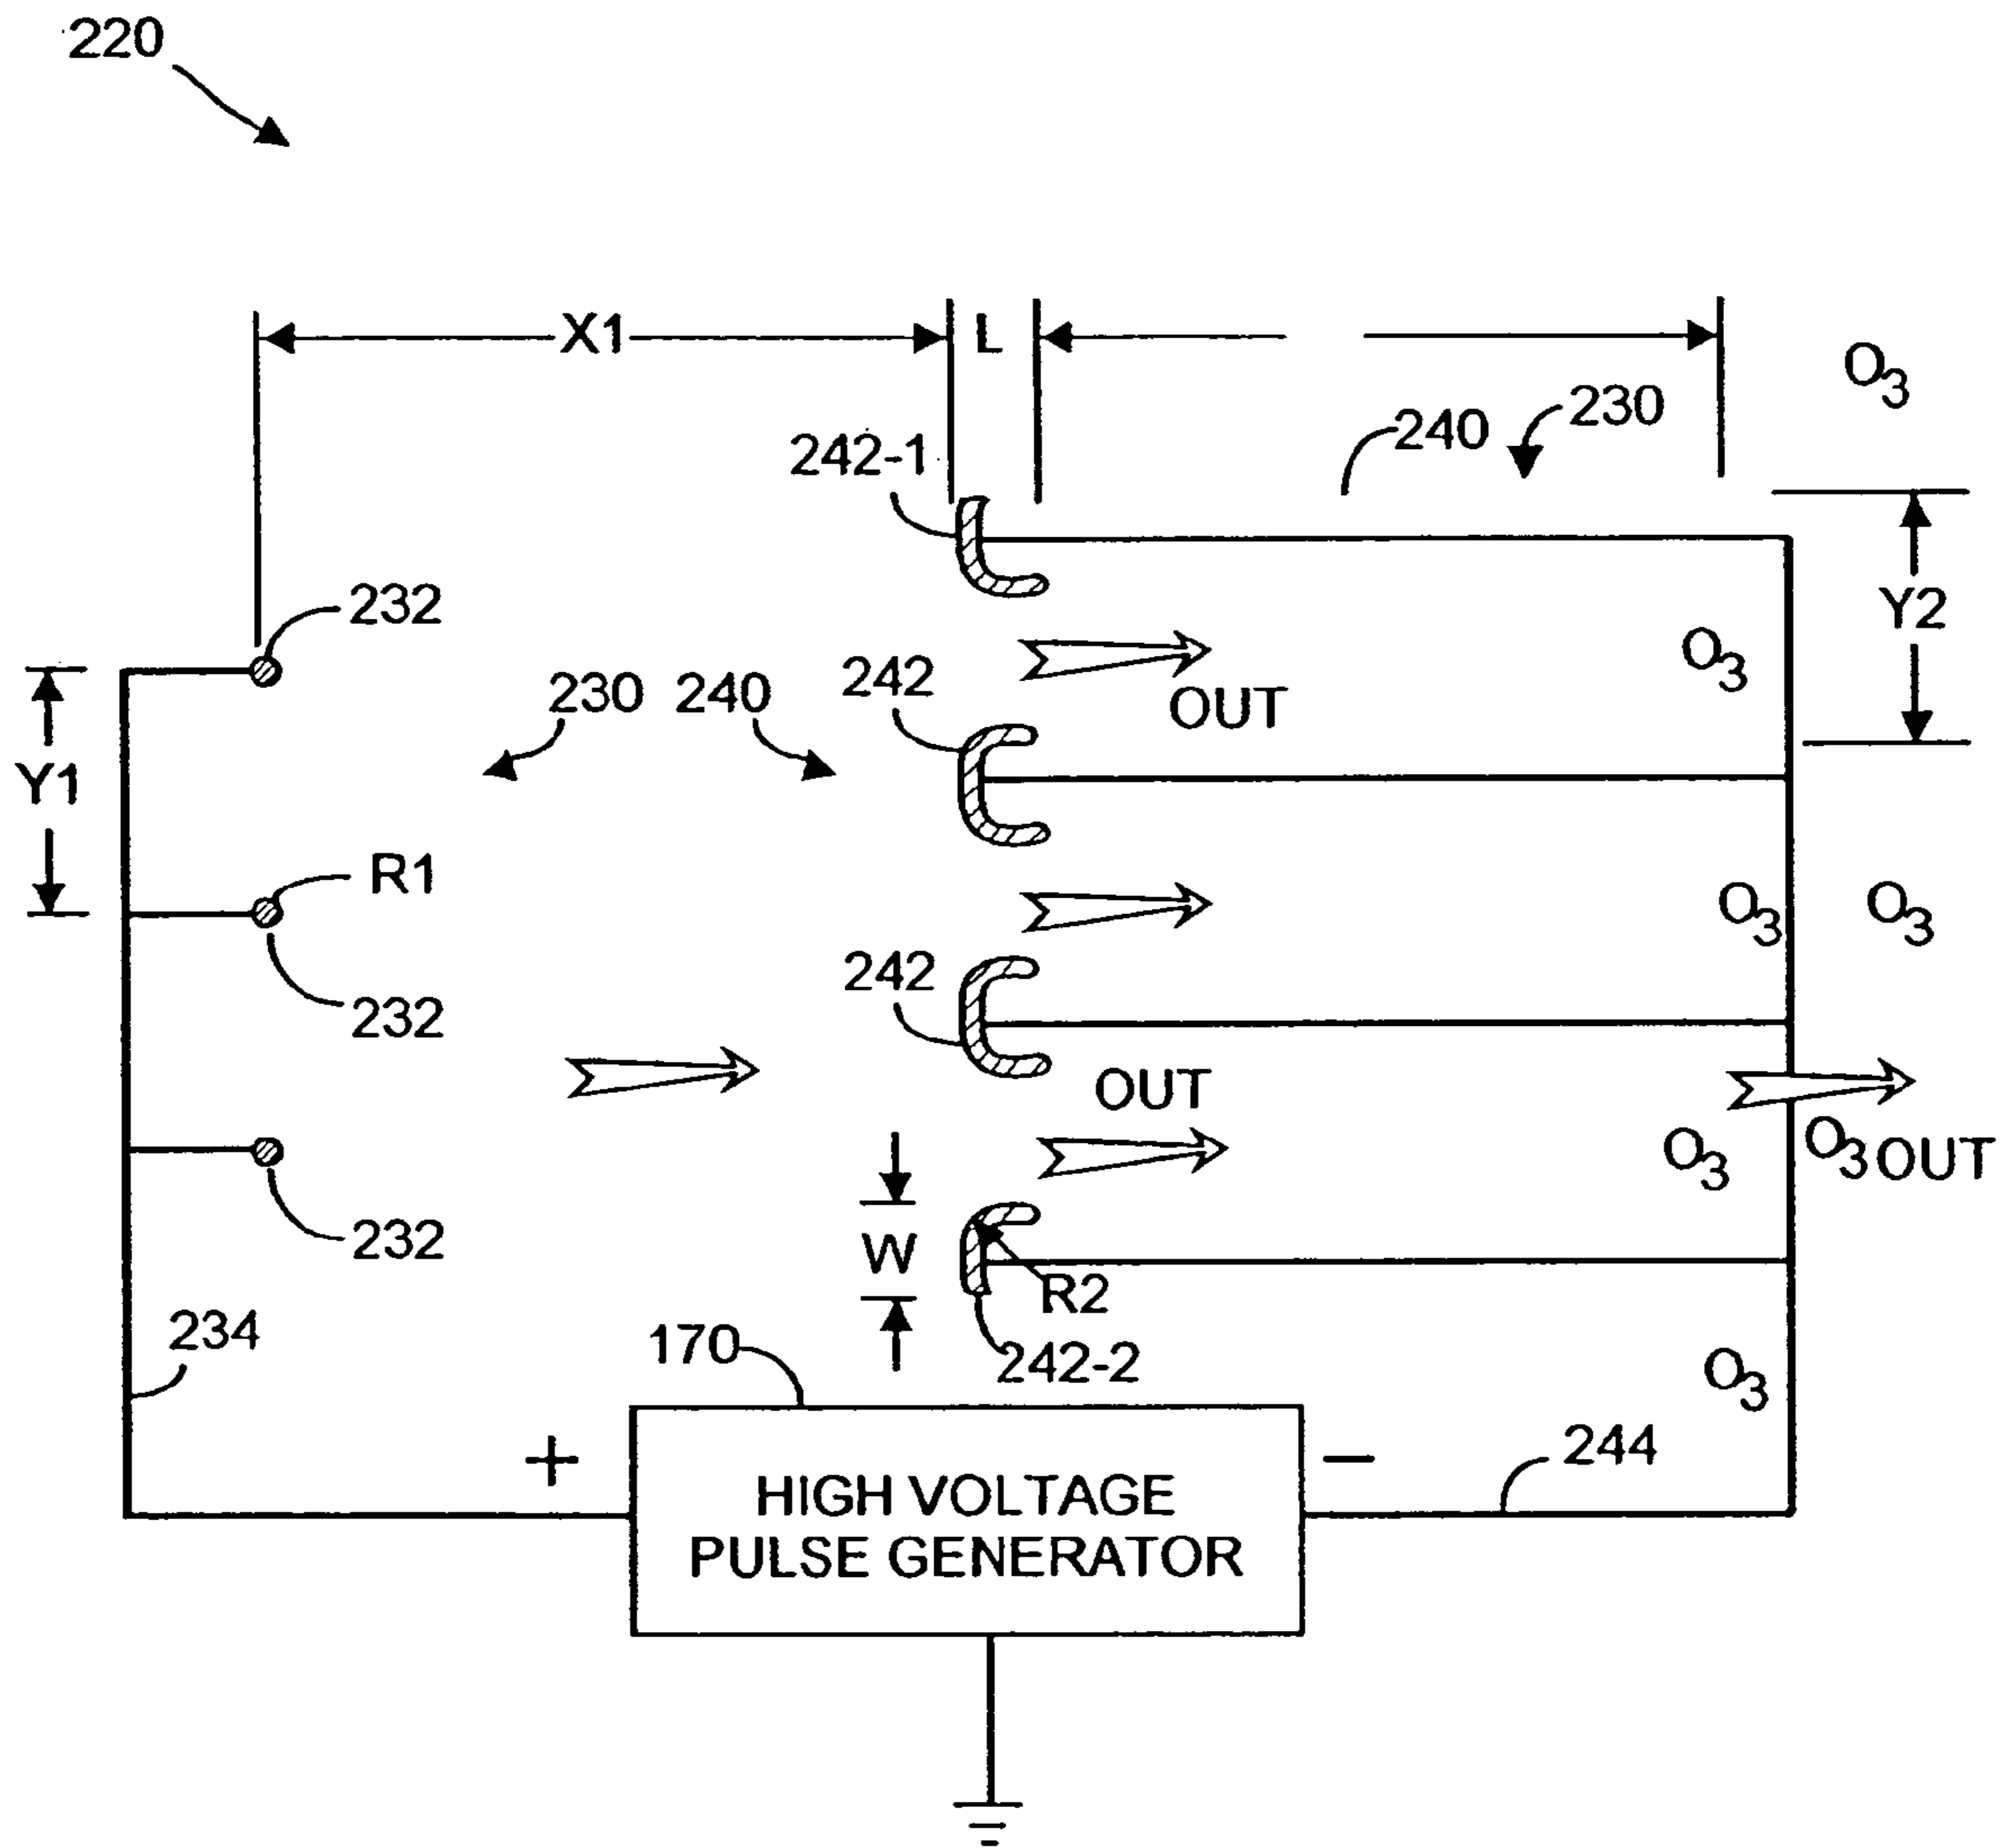 220
X1
L
O3
230
240
242-1
232
Y2
242
O3
230
240
OUT
Y1
R1
O3
O3
242
232
OUT
O3
O3 OUT
232
W
R2
234
170
242-2
O3
+
−
244
HIGH VOLTAGE
PULSE GENERATOR